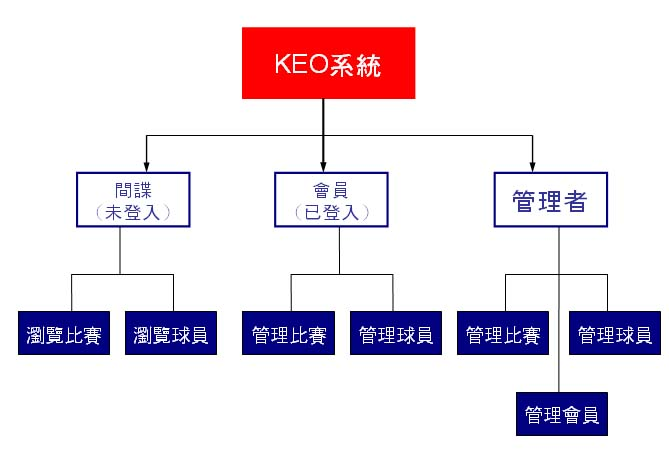 KEO系統
間諜
（未登入）
會員
（已登入）
管理者
瀏覽比賽
瀏覽球員
管理比賽
管理球員
管理比賽
管理球員
管理會員